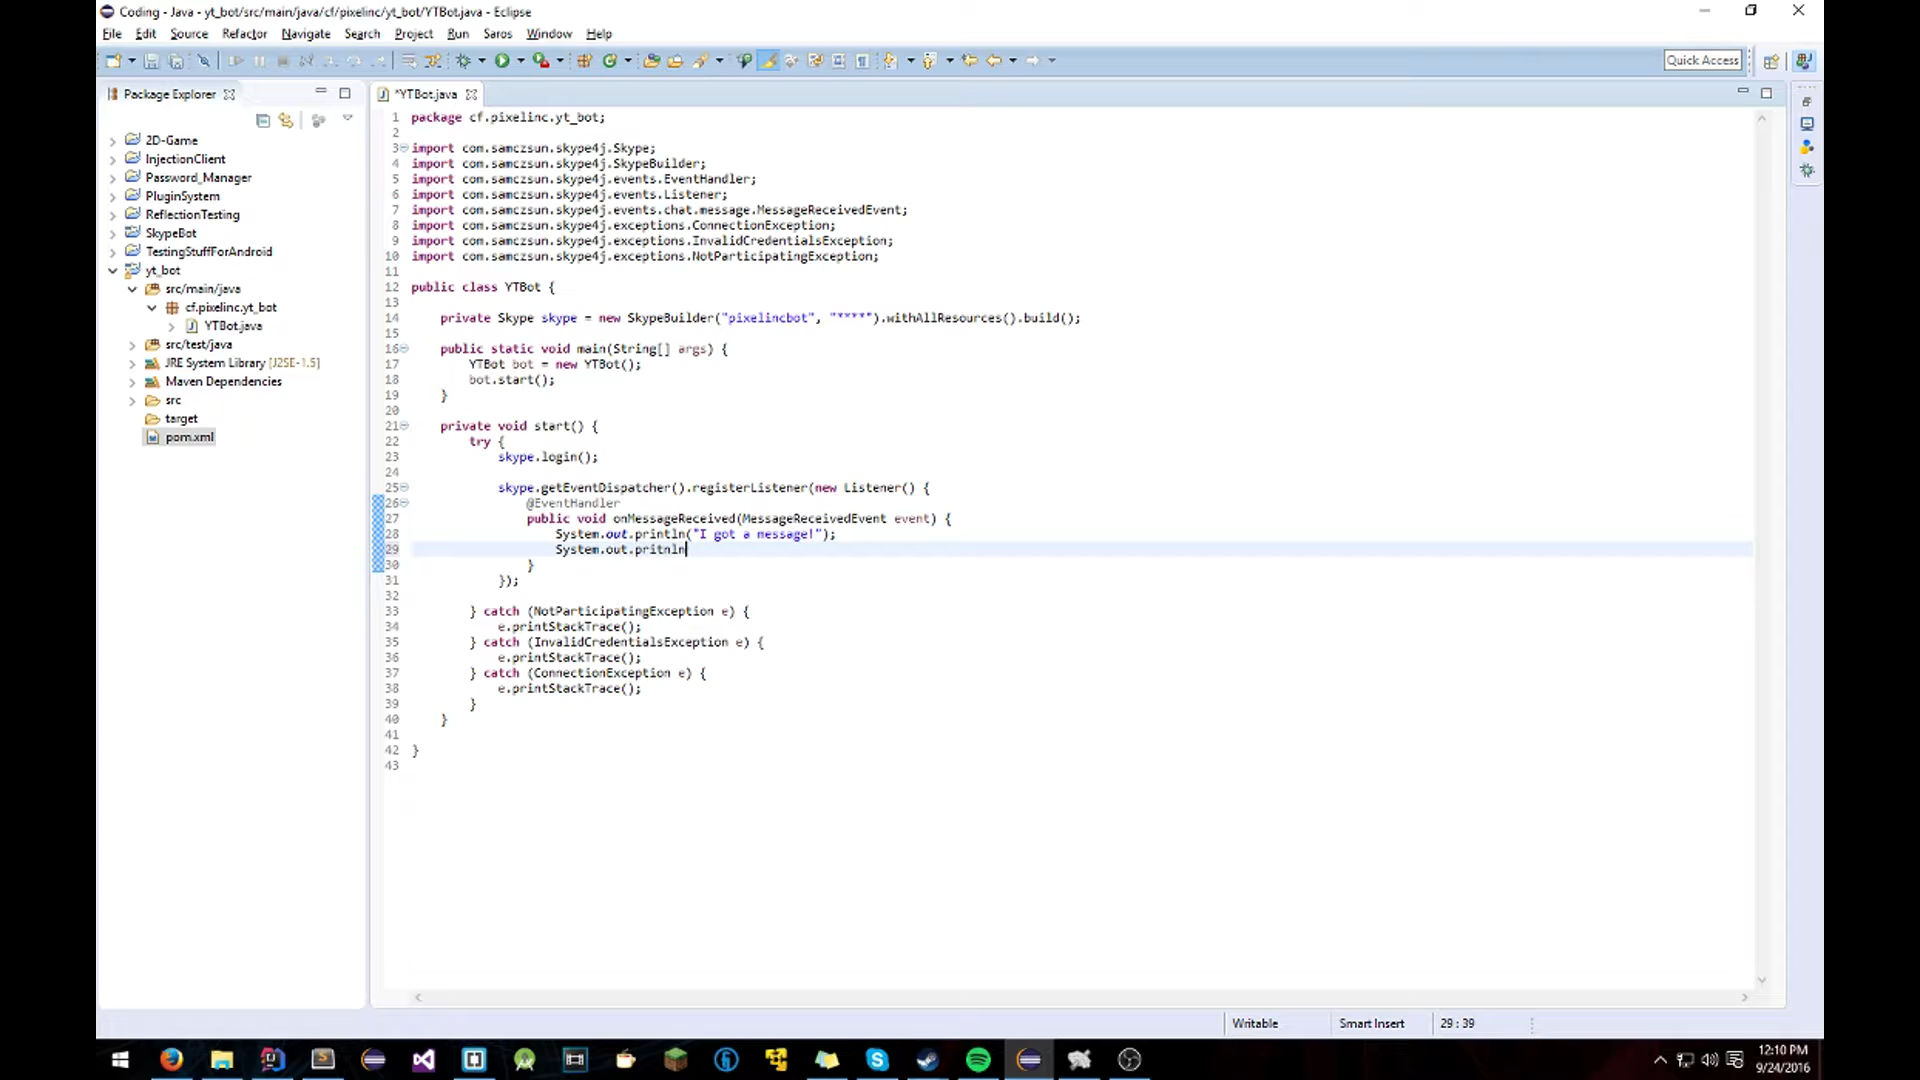 Coding - Java - yt_bot/src/main/java/cf/pixelinc/yt_bot/YTBot.java - Eclipse
File Edit Source Refactor Navigate Search Project Run Saros Window Help
Quick Access
Package Explorer
*YTBot.java
2D-Game
InjectionClient
Password_Manager
PluginSystem
ReflectionTesting
SkypeBot
TestingStuffForAndroid
yt_bot
src/main/java
cf.pixelinc.yt_bot
YTBot.java
src/test/java
JRE System Library [J2SE-1.5]
Maven Dependencies
src
target
pom.xml
1 package cf.pixelinc.yt_bot;
2
3 import com.samczsun.skype4j.Skype;
4 import com.samczsun.skype4j.SkypeBuilder;
5 import com.samczsun.skype4j.events.EventHandler;
6 import com.samczsun.skype4j.events.Listener;
7 import com.samczsun.skype4j.events.chat.message.MessageReceivedEvent;
8 import com.samczsun.skype4j.exceptions.ConnectionException;
9 import com.samczsun.skype4j.exceptions.InvalidCredentialsException;
10 import com.samczsun.skype4j.exceptions.NotParticipatingException;
11
12 public class YTBot {
13
14 private Skype skype = new SkypeBuilder("pixelincbot", "****").withAllResources().build();
15
16 public static void main(String[] args) {
17 YTBot bot = new YTBot();
18 bot.start();
19 }
20
21 private void start() {
22 try {
23 skype.login();
24
25 skype.getEventDispatcher().registerListener(new Listener() {
26 @EventHandler
27 public void onMessageReceived(MessageReceivedEvent event) {
28 System.out.println("I got a message!");
29 System.out.pritnln
30 }
31 });
32
33 } catch (NotParticipatingException e) {
34 e.printStackTrace();
35 } catch (InvalidCredentialsException e) {
36 e.printStackTrace();
37 } catch (ConnectionException e) {
38 e.printStackTrace();
39 }
40 }
41
42 }
43
Writable Smart Insert 29 : 39
12:10 PM
9/24/2016